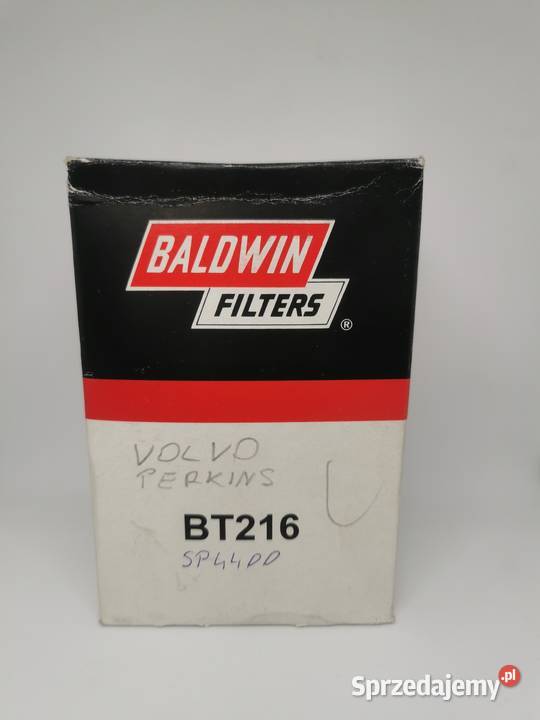 BALDWIN
FILTERS
®
VOLVO
PERKINS
BT216
SP4400
Sprzedajemy.pl